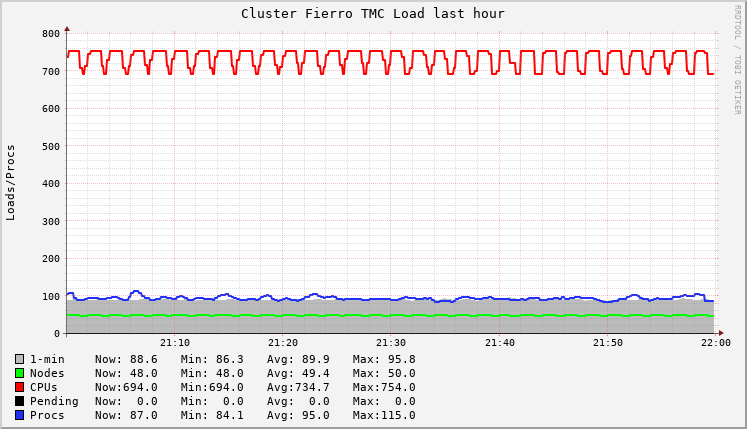 Cluster Fierro TMC Load last hour
RRDTOOL / TOBI OETIKER
Loads/Procs
800
700
600
500
400
300
200
100
0
21:10 21:20 21:30 21:40 21:50 22:00
1-min Now: 88.6 Min: 86.3 Avg: 89.9 Max: 95.8
Nodes Now: 48.0 Min: 48.0 Avg: 49.4 Max: 50.0
CPUs Now:694.0 Min:694.0 Avg:734.7 Max:754.0
Pending Now: 0.0 Min: 0.0 Avg: 0.0 Max: 0.0
Procs Now: 87.0 Min: 84.1 Avg: 95.0 Max:115.0